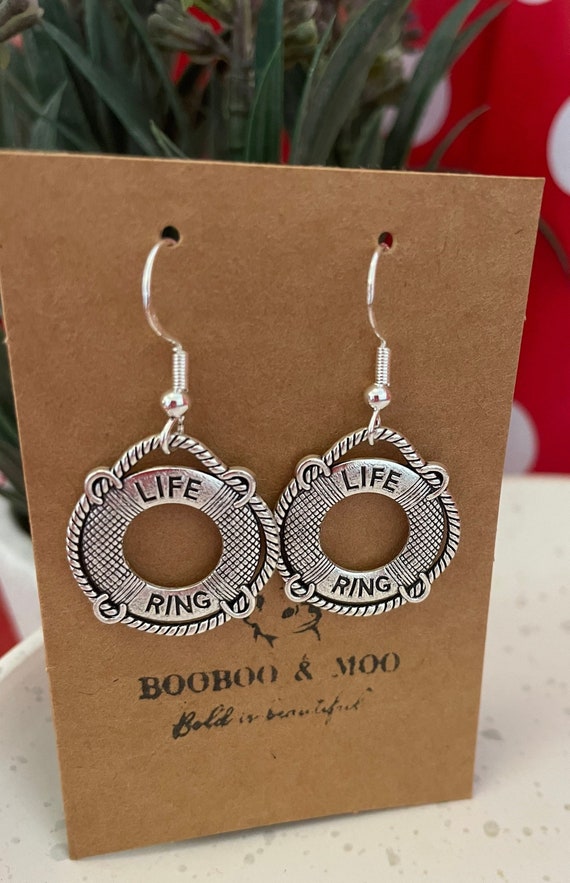 LIFE
RING
LIFE
RING
BOOBOO & MOO
Bold is beautiful